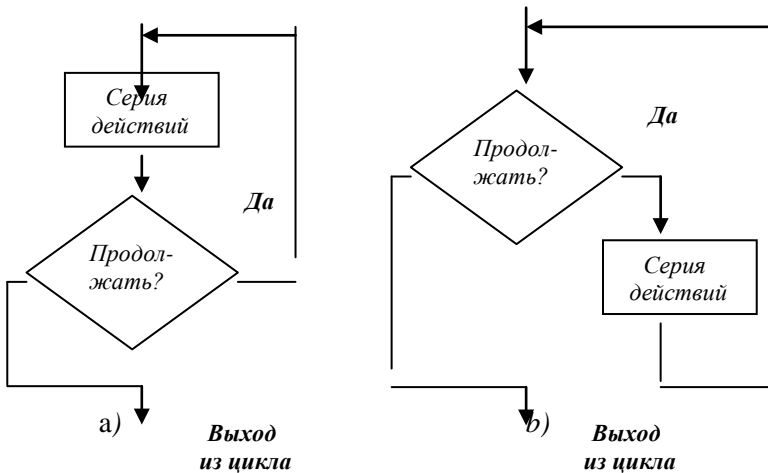 Серия
действий
Да
Продол-
жать?
а)
Выход
из цикла
Да
Продол-
жать?
Серия
действий
b)
Выход
из цикла